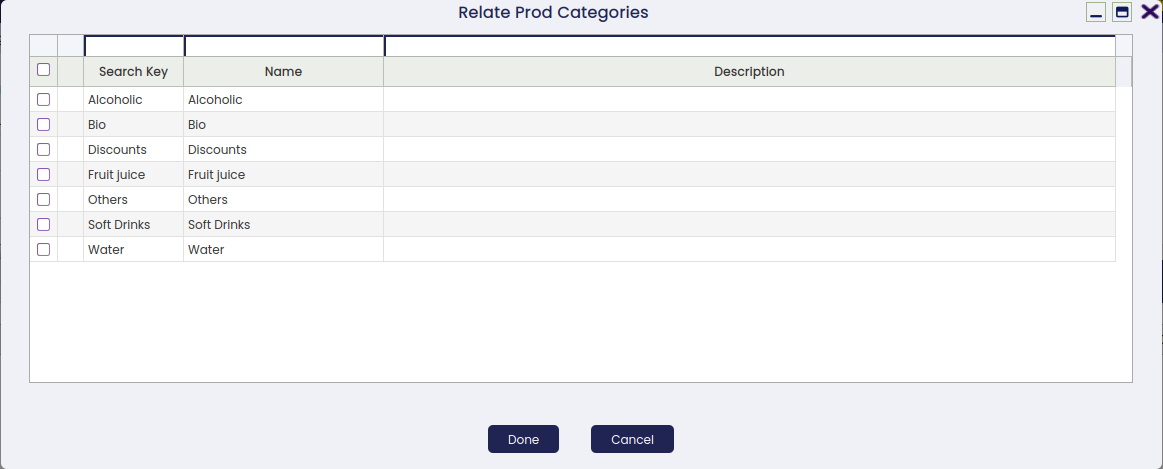 Relate Prod Categories
Search Key Name Description
Alcoholic Alcoholic
Bio Bio
Discounts Discounts
Fruit juice Fruit juice
Others Others
Soft Drinks Soft Drinks
Water Water
Done Cancel